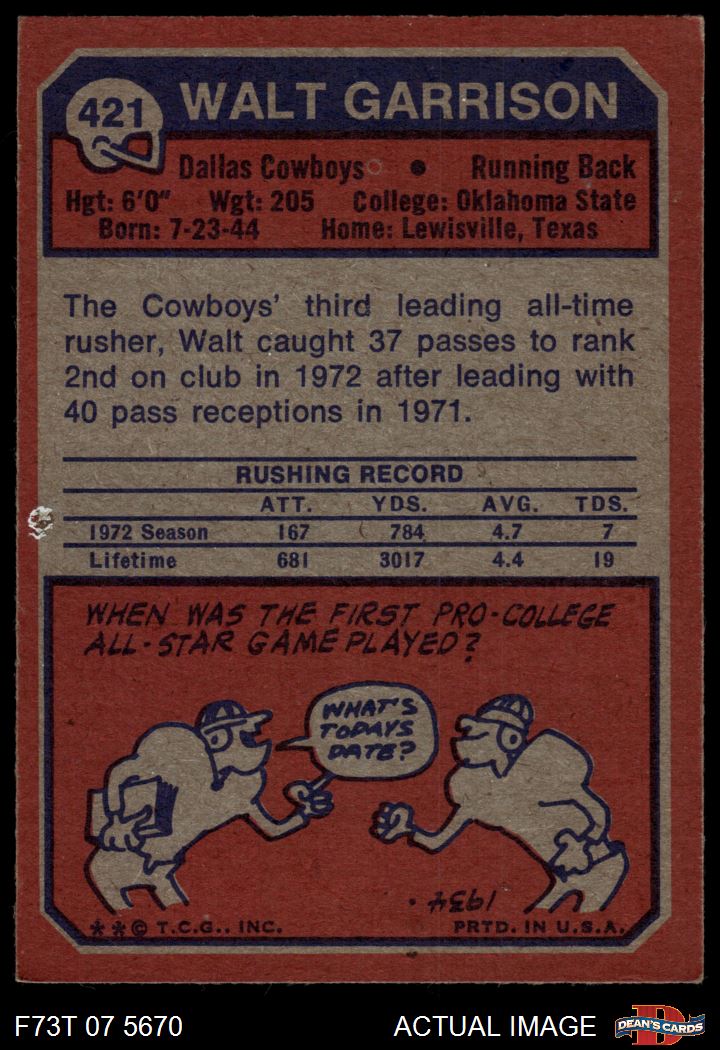 421
WALT GARRISON
Dallas Cowboys ● Running Back
Hgt: 6'0" Wgt: 205 College: Oklahoma State
Born: 7-23-44 Home: Lewisville, Texas
The Cowboys' third leading all-time
rusher, Walt caught 37 passes to rank
2nd on club in 1972 after leading with
40 pass receptions in 1971.
RUSHING RECORD
ATT. YDS. AVG. TDS.
1972 Season 167 784 4.7 7
Lifetime 681 3017 4.4 19
WHEN WAS THE FIRST PRO-COLLEGE
ALL-STAR GAME PLAYED?
WHAT'S
TODAYS
DATE?
1934.
**© T.C.G., INC. PRTD. IN U.S.A.
F73T 07 5670 ACTUAL IMAGE
D
DEAN'S CARDS